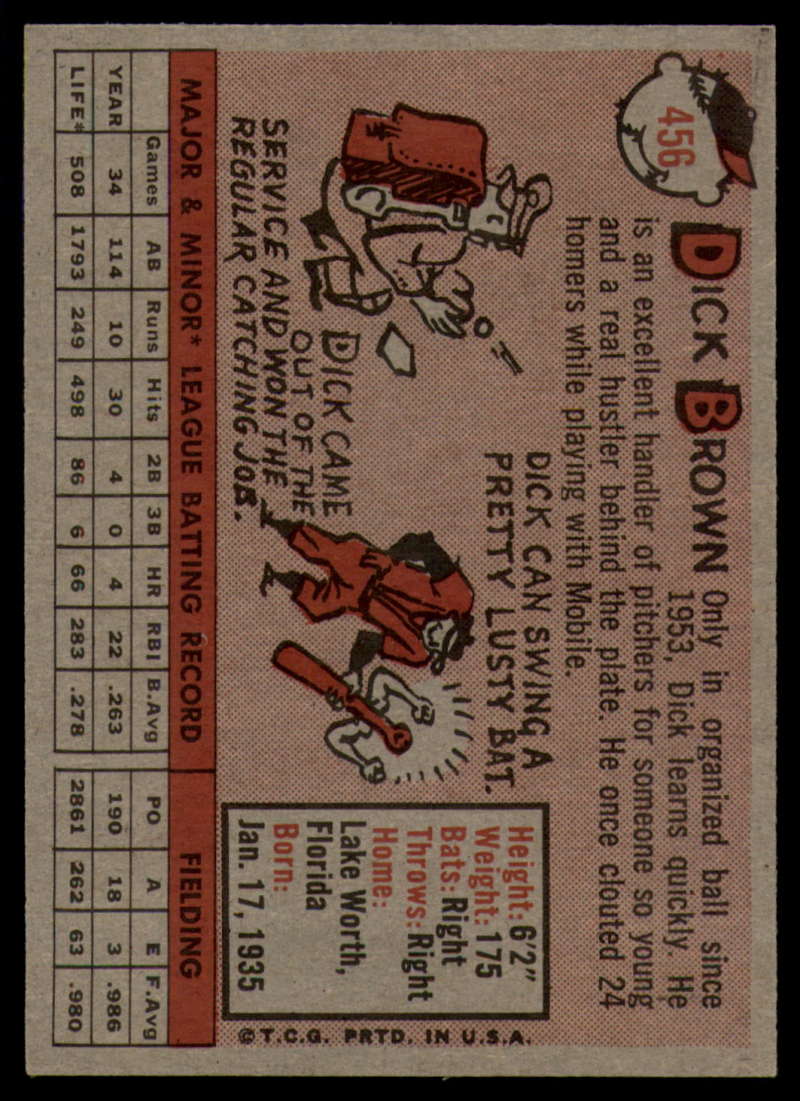 456
DICK BROWN
Only in organized ball since
1953, Dick learns quickly. He
is an excellent handler of pitchers for someone so young
and a real hustler behind the plate. He once clouted 24
homers while playing with Mobile.
DICK CAME
OUT OF THE
SERVICE AND WON THE
REGULAR CATCHING JOB.
DICK CAN SWING A
PRETTY LUSTY BAT.
Height: 6'2"
Weight: 175
Bats: Right
Throws: Right
Home:
Lake Worth,
Florida
Born:
Jan. 17, 1935
© T.C.G. PRTD. IN U.S.A.
MAJOR & MINOR* LEAGUE BATTING RECORD FIELDING
Games AB Runs Hits 2B 3B HR RBI B.Avg PO A E F.Avg
YEAR 34 114 10 30 4 0 4 22 .263 190 18 3 .986
LIFE* 508 1793 249 498 86 6 66 283 .278 2861 262 63 .980